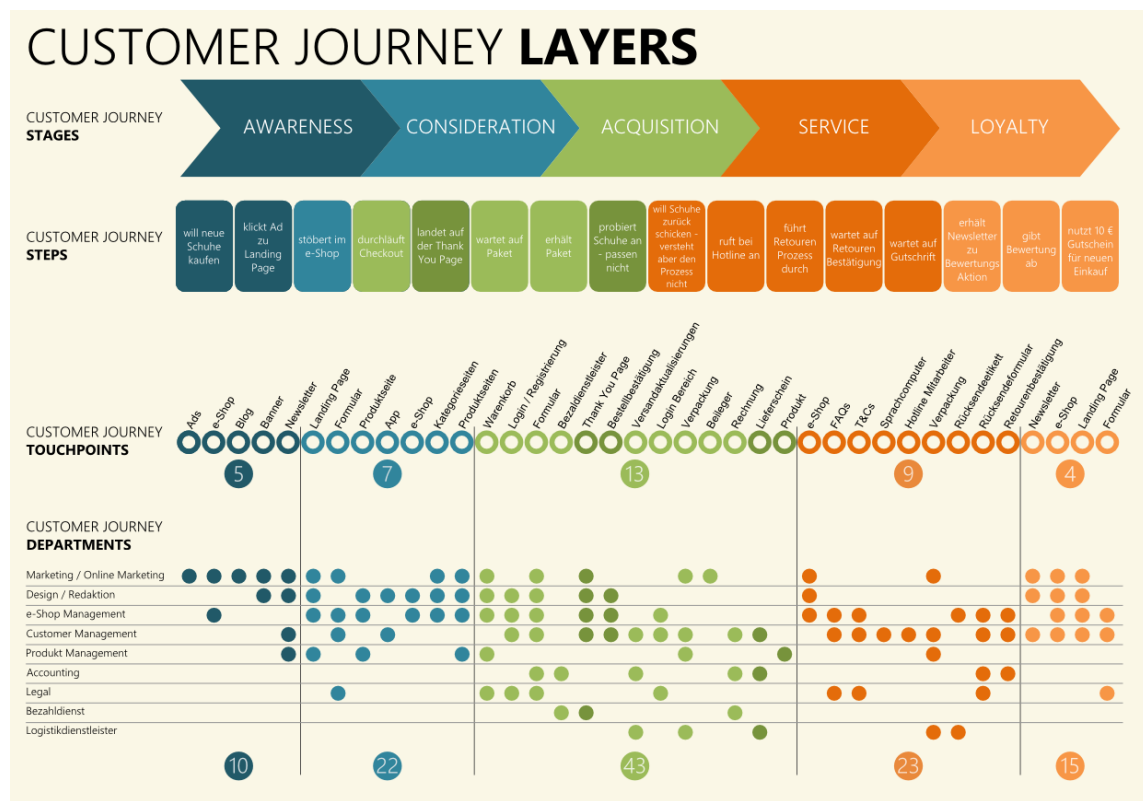 CUSTOMER JOURNEY LAYERS
CUSTOMER JOURNEY
STAGES
AWARENESS
CONSIDERATION
ACQUISITION
SERVICE
LOYALTY
CUSTOMER JOURNEY
STEPS
will neue
Schuhe
kaufen
klickt Ad
zu
Landing
Page
stöbert im
e-Shop
durchläuft
Checkout
landet auf
der Thank
You Page
wartet auf
Paket
erhält
Paket
probiert
Schuhe an
- passen
nicht
will Schuhe
zurück
schicken -
versteht
aber den
Prozess
nicht
ruft bei
Hotline an
führt
Retouren
Prozess
durch
wartet auf
Retouren
Bestätigung
wartet auf
Gutschrift
erhält
Newsletter
zu
Bewertungs
Aktion
gibt
Bewertung
ab
nutzt 10 €
Gutschein
für neuen
Einkauf
CUSTOMER JOURNEY
TOUCHPOINTS
Ads
e-Shop
Blog
Banner
Newsletter
Landing Page
Formular
Produktseite
App
e-Shop
Kategorieseiten
Produktseiten
Warenkorb
Login / Registrierung
Formular
Bezahldienstleister
Thank You Page
Bestellbestätigung
Versandaktualisierungen
Login Bereich
Verpackung
Beileger
Rechnung
Lieferschein
Produkt
e-Shop
FAQs
T&Cs
Sprachcomputer
Hotline Mitarbeiter
Verpackung
Rücksendeetikett
Rücksendeformular
Retourenbestätigung
Newsletter
e-Shop
Landing Page
Formular
5
7
13
9
4
CUSTOMER JOURNEY
DEPARTMENTS
Marketing / Online Marketing
Design / Redaktion
e-Shop Management
Customer Management
Produkt Management
Accounting
Legal
Bezahldienst
Logistikdienstleister
10
22
43
23
15